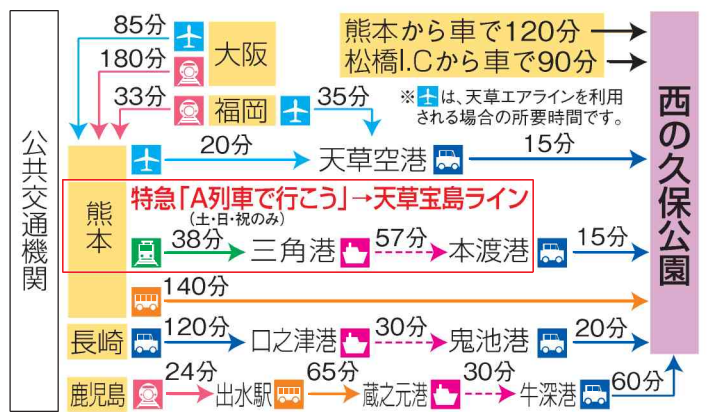 85分
大阪
180分
33分
福岡
35分
熊本から車で120分
松橋I.Cから車で90分
※は、天草エアラインを利用
される場合の所要時間です。
西の久保公園
公共交通機関
熊本
20分
天草空港
15分
特急「A列車で行こう」→天草宝島ライン
(土・日・祝のみ)
38分
三角港
57分
本渡港
15分
140分
長崎
120分
口之津港
30分
鬼池港
20分
鹿児島
24分
出水駅
65分
蔵之元港
30分
牛深港
60分